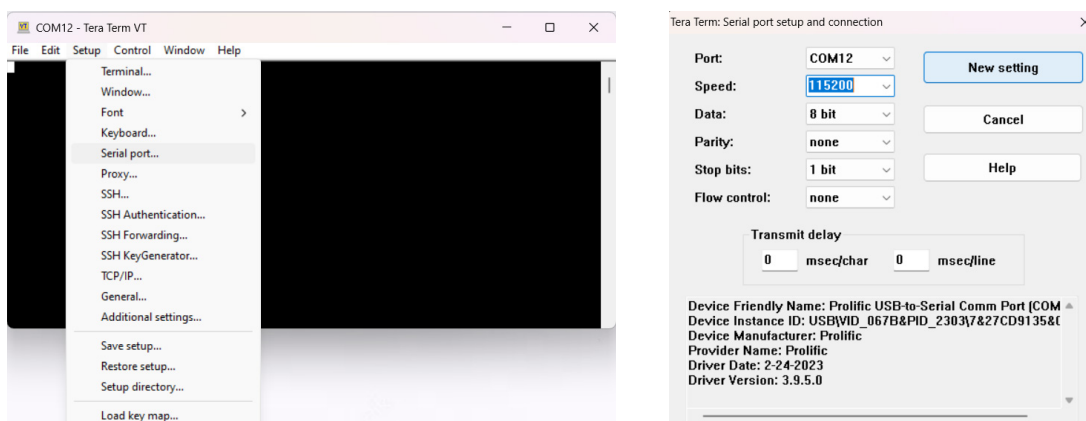 COM12 - Tera Term VT
File Edit Setup Control Window Help
Terminal...
Window...
Font
Keyboard...
Serial port...
Proxy...
SSH...
SSH Authentication...
SSH Forwarding...
SSH KeyGenerator...
TCP/IP...
General...
Additional settings...
Save setup...
Restore setup...
Setup directory...
Load key map...
Tera Term: Serial port setup and connection
Port: COM12 New setting
Speed: 115200
Data: 8 bit Cancel
Parity: none
Stop bits: 1 bit Help
Flow control: none
Transmit delay
0 msec/char 0 msec/line
Device Friendly Name: Prolific USB-to-Serial Comm Port (COM
Device Instance ID: USB\VID_067B&PID_2303\7&27CD9135&0
Device Manufacturer: Prolific
Provider Name: Prolific
Driver Date: 2-24-2023
Driver Version: 3.9.5.0